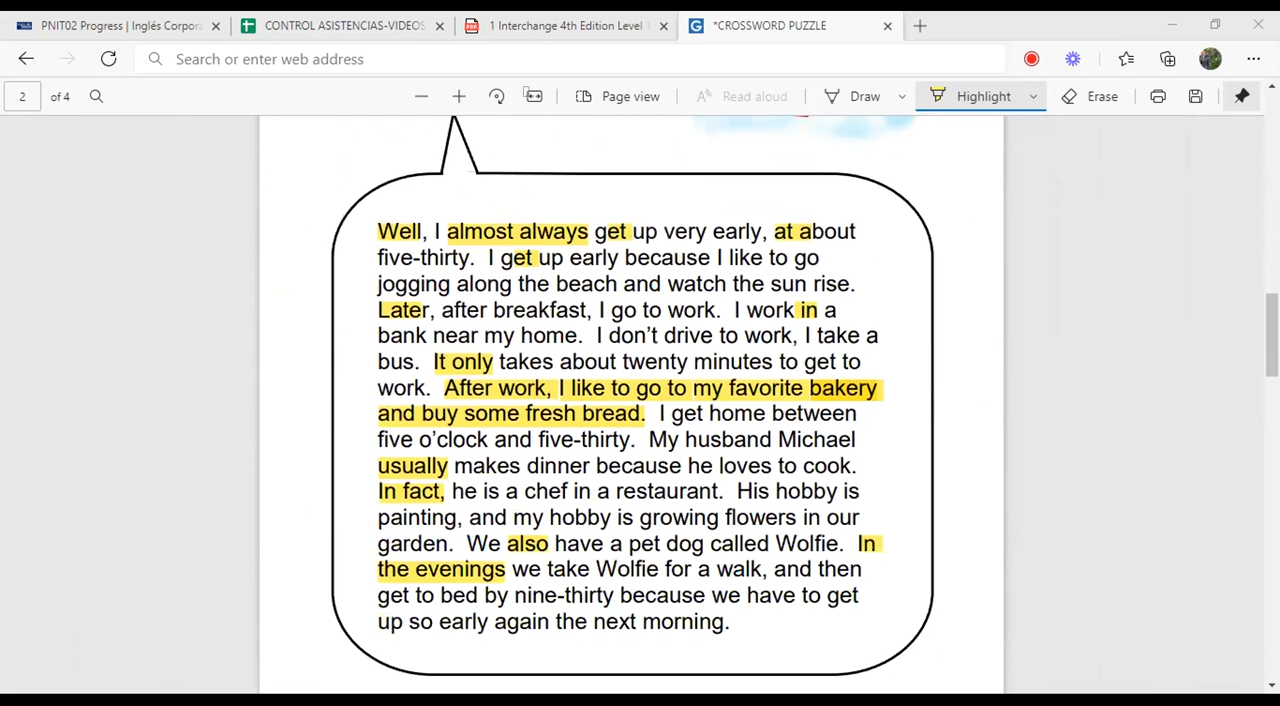 PNIT02 Progress | Inglés Corpora
CONTROL ASISTENCIAS-VIDEOS
1 Interchange 4th Edition Level 1
*CROSSWORD PUZZLE
Search or enter web address
2 of 4
Page view
Read aloud
Draw
Highlight
Erase
Well, I almost always get up very early, at about
five-thirty. I get up early because I like to go
jogging along the beach and watch the sun rise.
Later, after breakfast, I go to work. I work in a
bank near my home. I don't drive to work, I take a
bus. It only takes about twenty minutes to get to
work. After work, I like to go to my favorite bakery
and buy some fresh bread. I get home between
five o'clock and five-thirty. My husband Michael
usually makes dinner because he loves to cook.
In fact, he is a chef in a restaurant. His hobby is
painting, and my hobby is growing flowers in our
garden. We also have a pet dog called Wolfie. In
the evenings we take Wolfie for a walk, and then
get to bed by nine-thirty because we have to get
up so early again the next morning.